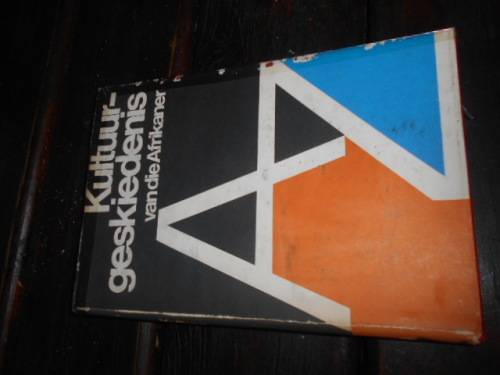 Kultuur-
geskiedenis
van die Afrikaner